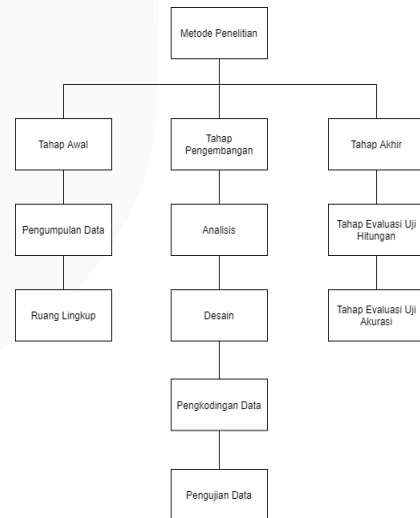 Metode Penelitian
Tahap Awal
Tahap
Pengembangan
Tahap Akhir
Pengumpulan Data
Analisis
Tahap Evaluasi Uji
Hitungan
Ruang Lingkup
Desain
Tahap Evaluasi Uji
Akurasi
Pengkodingan Data
Pengujian Data